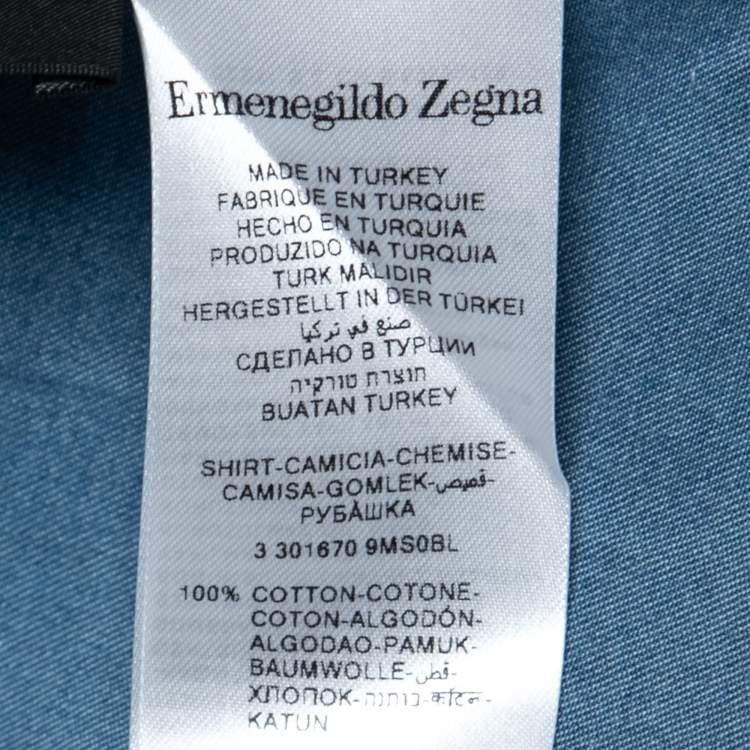 Ermenegildo Zegna
MADE IN TURKEY
FABRIQUE EN TURQUIE
HECHO EN TURQUIA
PRODUZIDO NA TURQUIA
TURK MALIDIR
HERGESTELLT IN DER TÜRKEI
صنع في تركيا
СДЕЛАНО В ТУРЦИИ
תוצרת טורקיה
BUATAN TURKEY
SHIRT-CAMICIA-CHEMISE-
CAMISA-GOMLEK-قميص-
РУБАШКА
3 301670 9MS0BL
100% COTTON-COTONE-
COTON-ALGODÓN-
ALGODAO-PAMUK-
BAUMWOLLE-قطن-
ХЛОПОК-כותנה-कॉटन-
KATUN